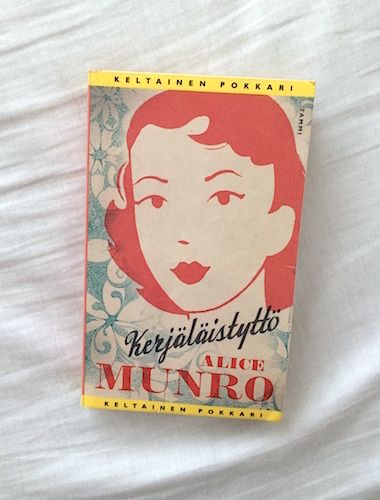 KELTAINEN POKKARI
TAMMI
Kerjäläistyttö
ALICE
MUNRO
KELTAINEN POKKARI